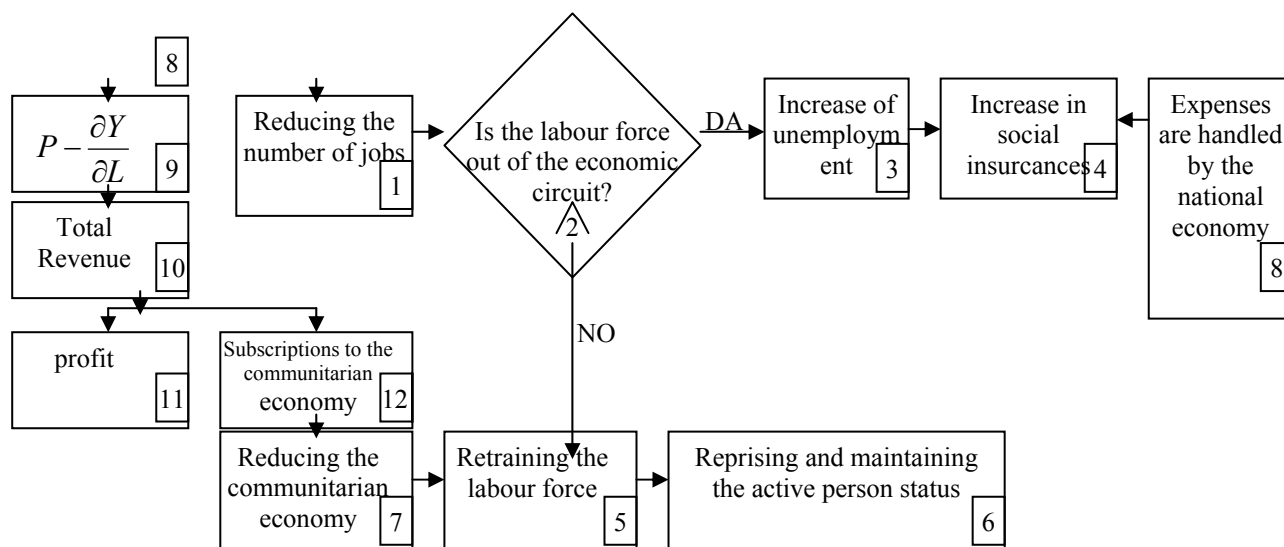 8
P − ∂Y/∂L
9
Total
Revenue
10
profit
11
Subscriptions to the
communitarian
economy
12
Reducing the
number of jobs
1
Is the labour force
out of the economic
circuit?
2
DA
NO
Increase of
unemploym
ent
3
Increase in
social
insurcances
4
Expenses
are handled
by the
national
economy
8
Reducing the
communitarian
economy
7
Retraining the
labour force
5
Reprising and maintaining
the active person status
6